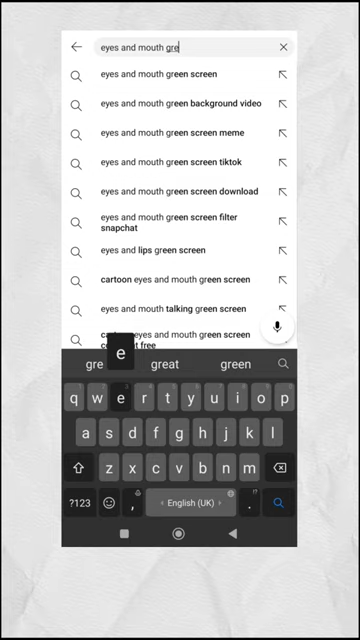 eyes and mouth gre
eyes and mouth green screen
eyes and mouth green background video
eyes and mouth green screen meme
eyes and mouth green screen tiktok
eyes and mouth green screen download
eyes and mouth green screen filter
snapchat
eyes and lips green screen
cartoon eyes and mouth green screen
eyes and mouth talking green screen
eyes and mouth green screen
free
e
gre great green
q w e r t y u i o p
a s d f g h j k l
z x c v b n m
?123 , English (UK) .